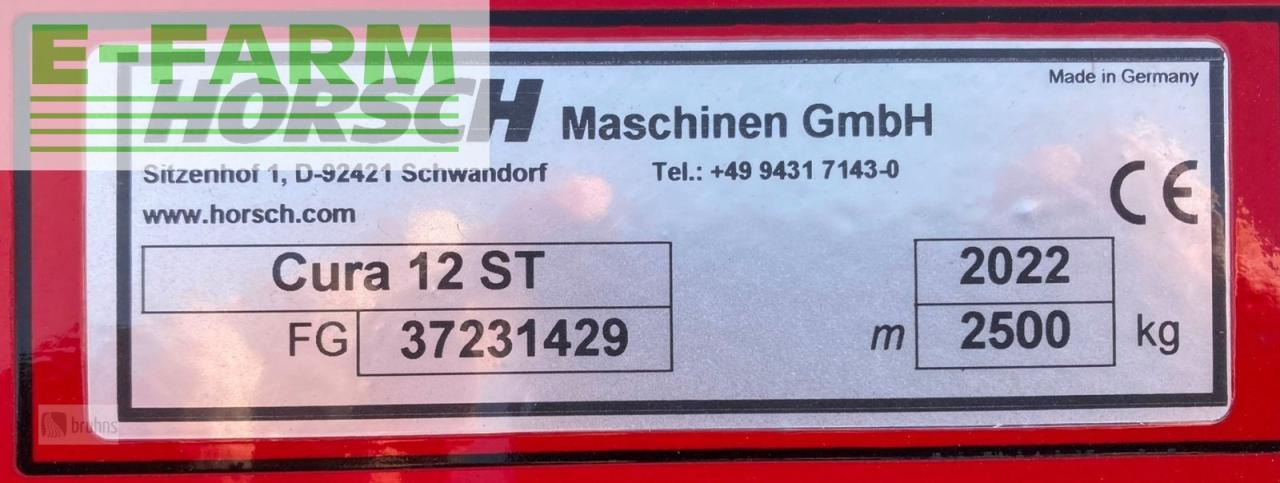 E-FARM
HORSCH Maschinen GmbH
Made in Germany
Sitzenhof 1, D-92421 Schwandorf
Tel.: +49 9431 7143-0
www.horsch.com
CE
Cura 12 ST
2022
FG 37231429
m 2500 kg
bruhns